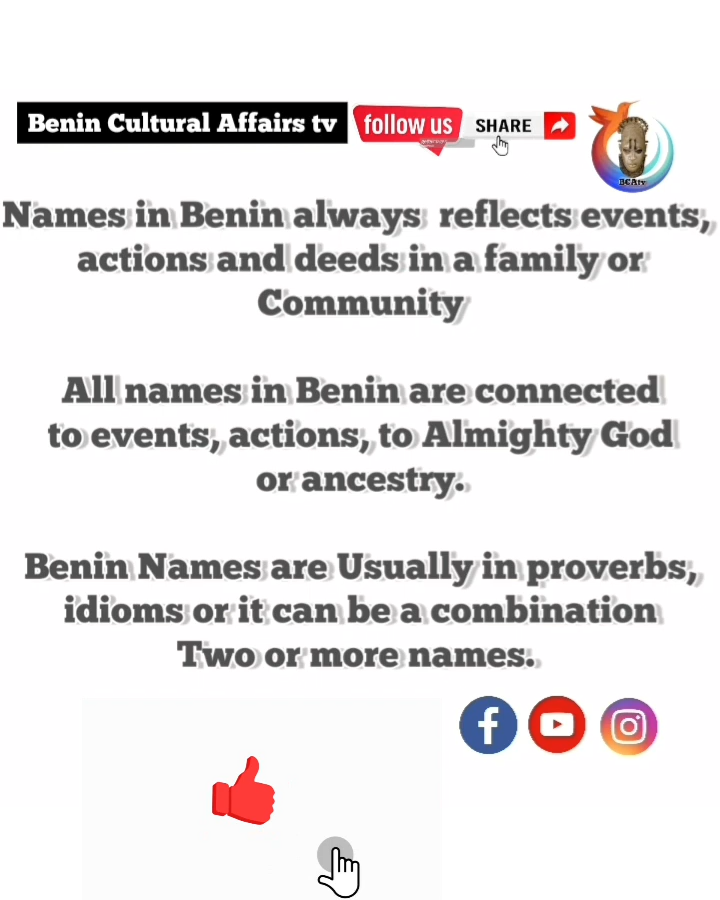 Benin Cultural Affairs tv
follow us
SHARE
BCAtv
Names in Benin always reflects events,
actions and deeds in a family or
Community
All names in Benin are connected
to events, actions, to Almighty God
or ancestry.
Benin Names are Usually in proverbs,
idioms or it can be a combination
Two or more names.